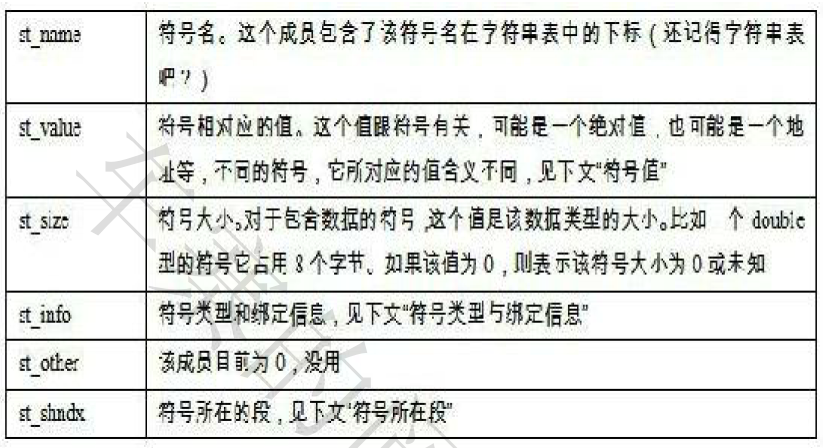 st_name 符号名。这个成员包含了该符号名在字符串表中的下标（还记得字符串表
吧？）
st_value 符号相对应的值。这个值跟符号有关，可能是一个绝对值，也可能是一个地
址等，不同的符号，它所对应的值含义不同，见下文“符号值”
st_size 符号大小。对于包含数据的符号，这个值是该数据类型的大小。比如 个 double
型的符号它占用 8 个字节。如果该值为 0，则表示该符号大小为 0 或未知
st_info 符号类型和绑定信息，见下文“符号类型与绑定信息”
st_other 该成员目前为 0，没用
st_shndx 符号所在的段，见下文“符号所在段”